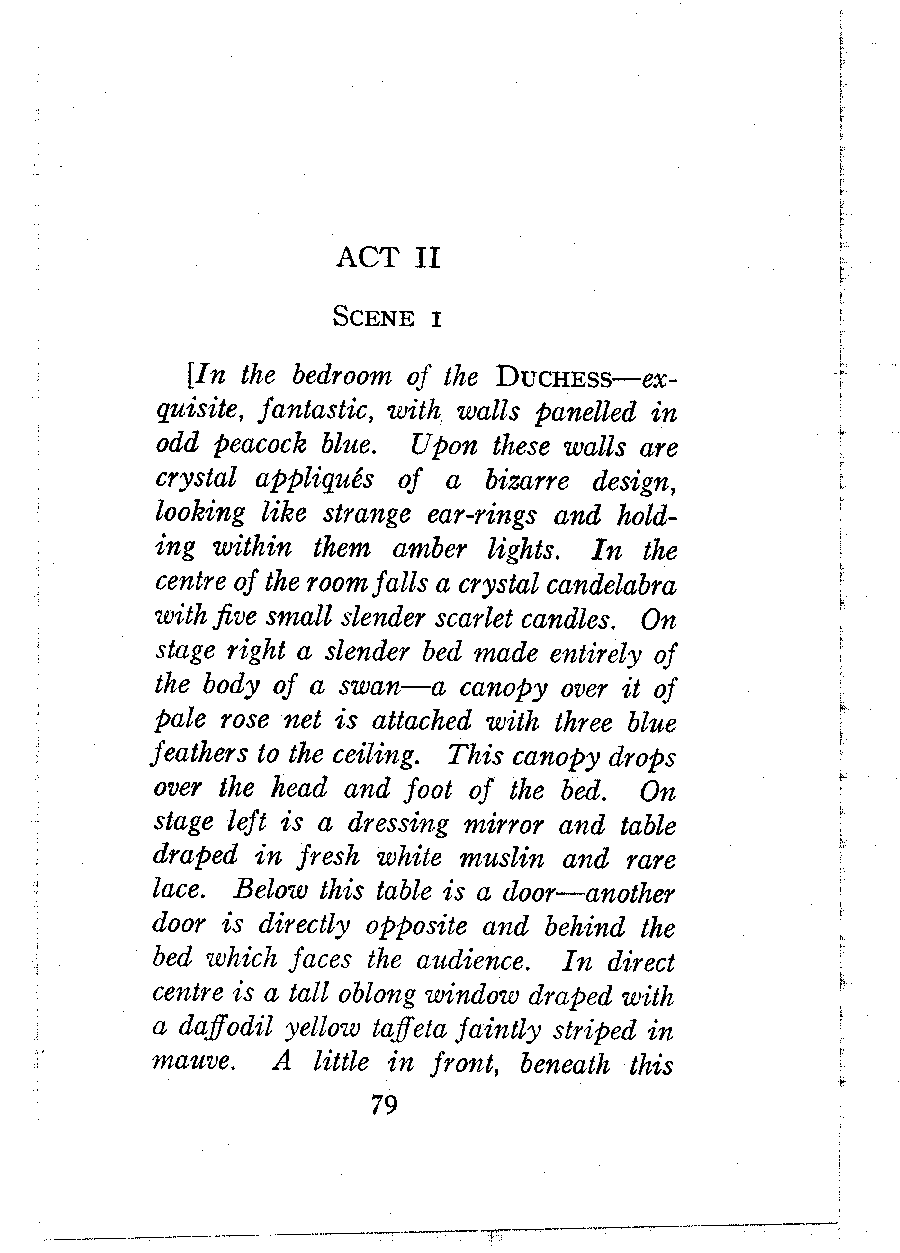 ACT II
SCENE I
[In the bedroom of the DUCHESS—ex-
quisite, fantastic, with walls panelled in
odd peacock blue. Upon these walls are
crystal appliqués of a bizarre design,
looking like strange ear-rings and hold-
ing within them amber lights. In the
centre of the room falls a crystal candelabra
with five small slender scarlet candles. On
stage right a slender bed made entirely of
the body of a swan—a canopy over it of
pale rose net is attached with three blue
feathers to the ceiling. This canopy drops
over the head and foot of the bed. On
stage left is a dressing mirror and table
draped in fresh white muslin and rare
lace. Below this table is a door—another
door is directly opposite and behind the
bed which faces the audience. In direct
centre is a tall oblong window draped with
a daffodil yellow taffeta faintly striped in
mauve. A little in front, beneath this
79